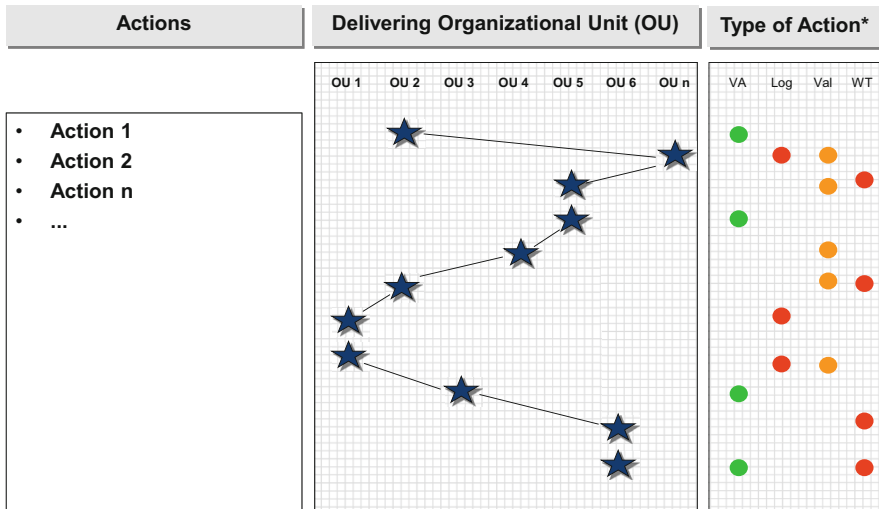 Actions
Delivering Organizational Unit (OU)
Type of Action*
OU 1 OU 2 OU 3 OU 4 OU 5 OU 6 OU n
VA Log Val WT
• Action 1
• Action 2
• Action n
• ...